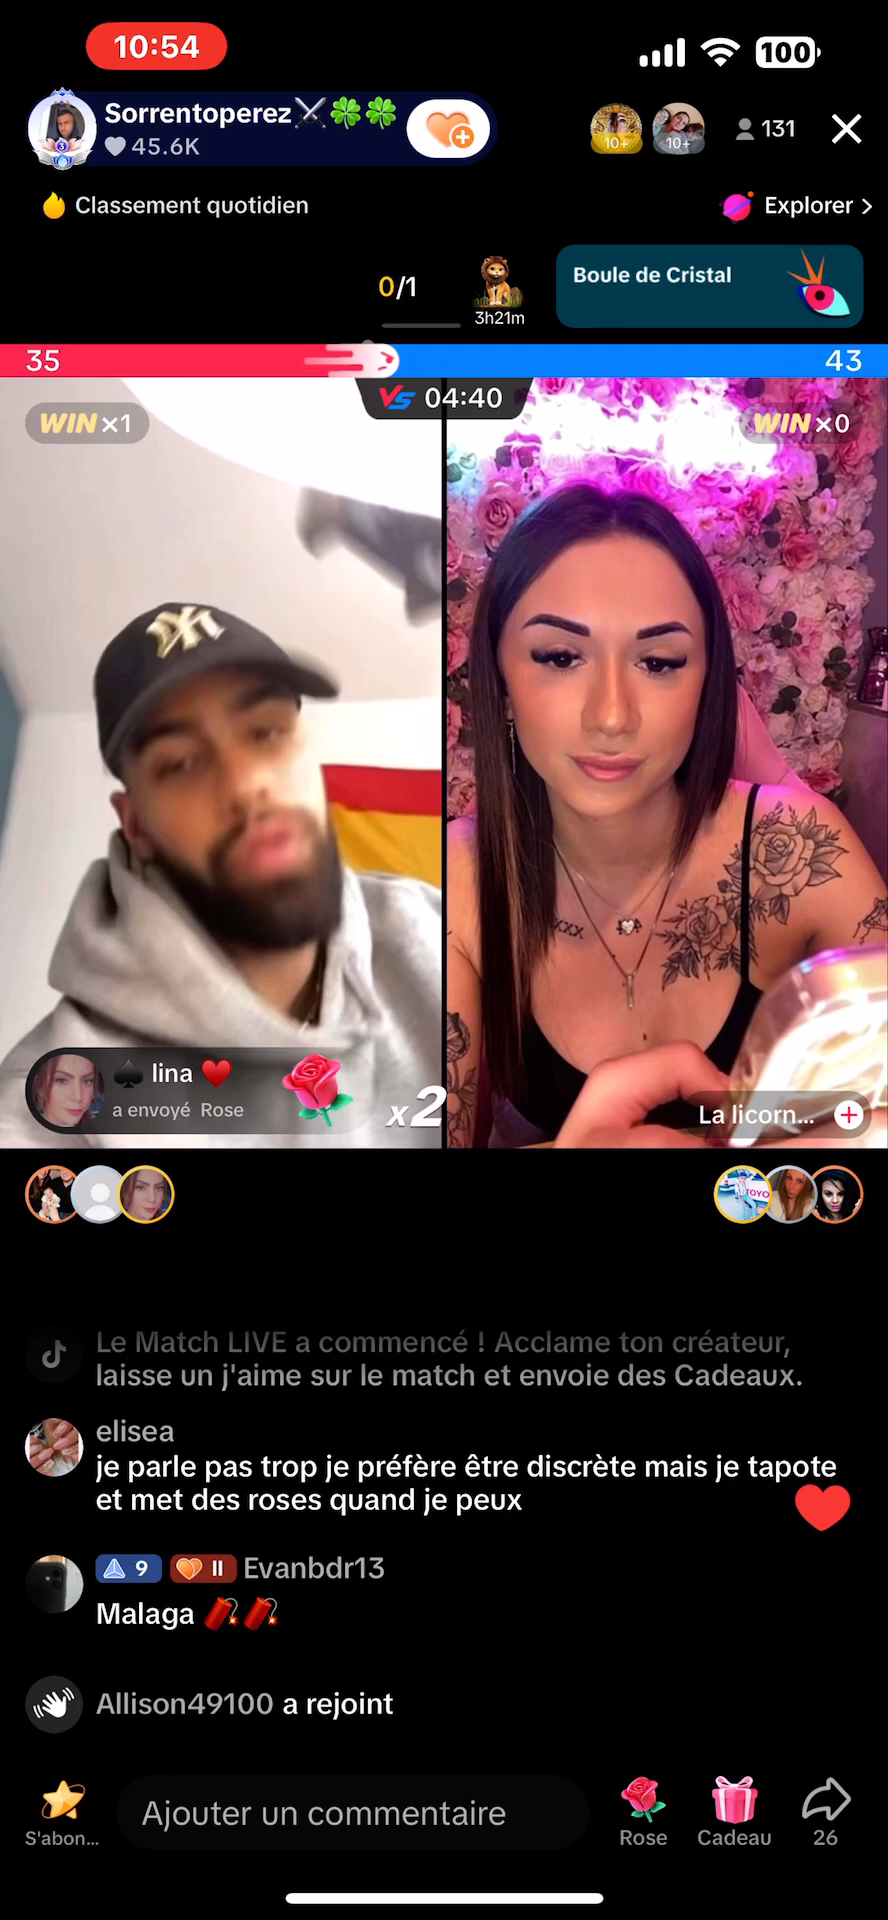 10:54
100
Sorrentoperez⚔️🍀🍀
45.6K
10+
10+
131
Classement quotidien
Explorer >
0/1
3h21m
Boule de Cristal
35
43
WIN x1
VS 04:40
WIN x0
♠️ lina ♥️
a envoyé Rose
x2
La licorn...
TOYO
Le Match LIVE a commencé ! Acclame ton créateur,
laisse un j'aime sur le match et envoie des Cadeaux.
elisea
je parle pas trop je préfère être discrète mais je tapote
et met des roses quand je peux
9 II Evanbdr13
Malaga 🧨🧨
Allison49100 a rejoint
S'abon...
Ajouter un commentaire
Rose
Cadeau
26